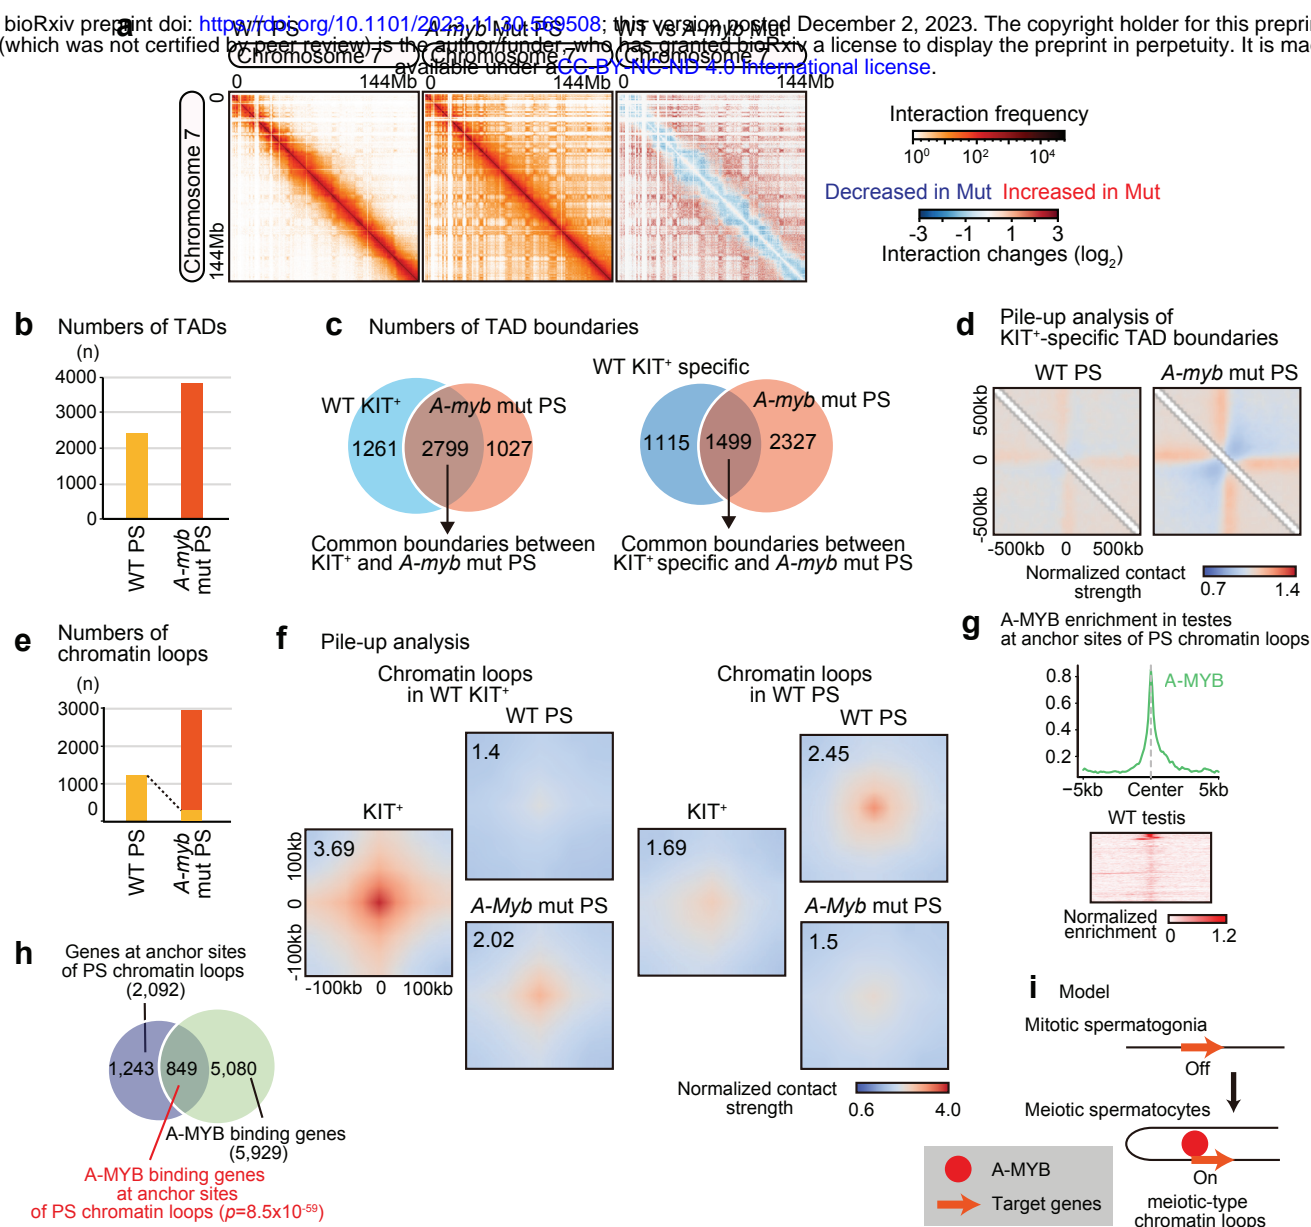 bioRxiv preprint doi: https://doi.org/10.1101/2023.11.30.569508; this version posted December 2, 2023. The copyright holder for this prepri
(which was not certified by peer review) is the author/funder, who has granted bioRxiv a license to display the preprint in perpetuity. It is ma
available under aCC-BY-NC-ND 4.0 International license.
a
WT PS
A-myb Mut PS
WT vs A-myb Mut
Chromosome 7
Chromosome 7
Chromosome 7
0 144Mb
0 144Mb
0 144Mb
Chromosome 7
0
144Mb
Interaction frequency
10⁰ 10² 10⁴
Decreased in Mut Increased in Mut
-3 -1 1 3
Interaction changes (log₂)
b Numbers of TADs
(n)
4000
3000
2000
1000
0
WT PS
A-myb
mut PS
c Numbers of TAD boundaries
WT KIT⁺
A-myb mut PS
1261 2799 1027
Common boundaries between
KIT⁺ and A-myb mut PS
WT KIT⁺ specific
A-myb mut PS
1115 1499 2327
Common boundaries between
KIT⁺ specific and A-myb mut PS
d Pile-up analysis of
KIT⁺-specific TAD boundaries
WT PS
A-myb mut PS
500kb
0
-500kb
-500kb 0 500kb
Normalized contact
strength
0.7 1.4
e Numbers of
chromatin loops
(n)
3000
2000
1000
0
WT PS
A-myb
mut PS
f Pile-up analysis
Chromatin loops
in WT KIT⁺
WT PS
1.4
KIT⁺
3.69
100kb
0
-100kb
-100kb 0 100kb
A-Myb mut PS
2.02
Chromatin loops
in WT PS
WT PS
2.45
KIT⁺
1.69
A-Myb mut PS
1.5
Normalized contact
strength
0.6 4.0
g A-MYB enrichment in testes
at anchor sites of PS chromatin loops
0.8
0.6
0.4
0.2
A-MYB
−5kb Center 5kb
WT testis
Normalized
enrichment
0 1.2
h Genes at anchor sites
of PS chromatin loops
(2,092)
1,243 849 5,080
A-MYB binding genes
(5,929)
A-MYB binding genes
at anchor sites
of PS chromatin loops (p=8.5x10⁻⁵⁹)
i Model
Mitotic spermatogonia
Off
Meiotic spermatocytes
On
meiotic-type
chromatin loops
A-MYB
Target genes